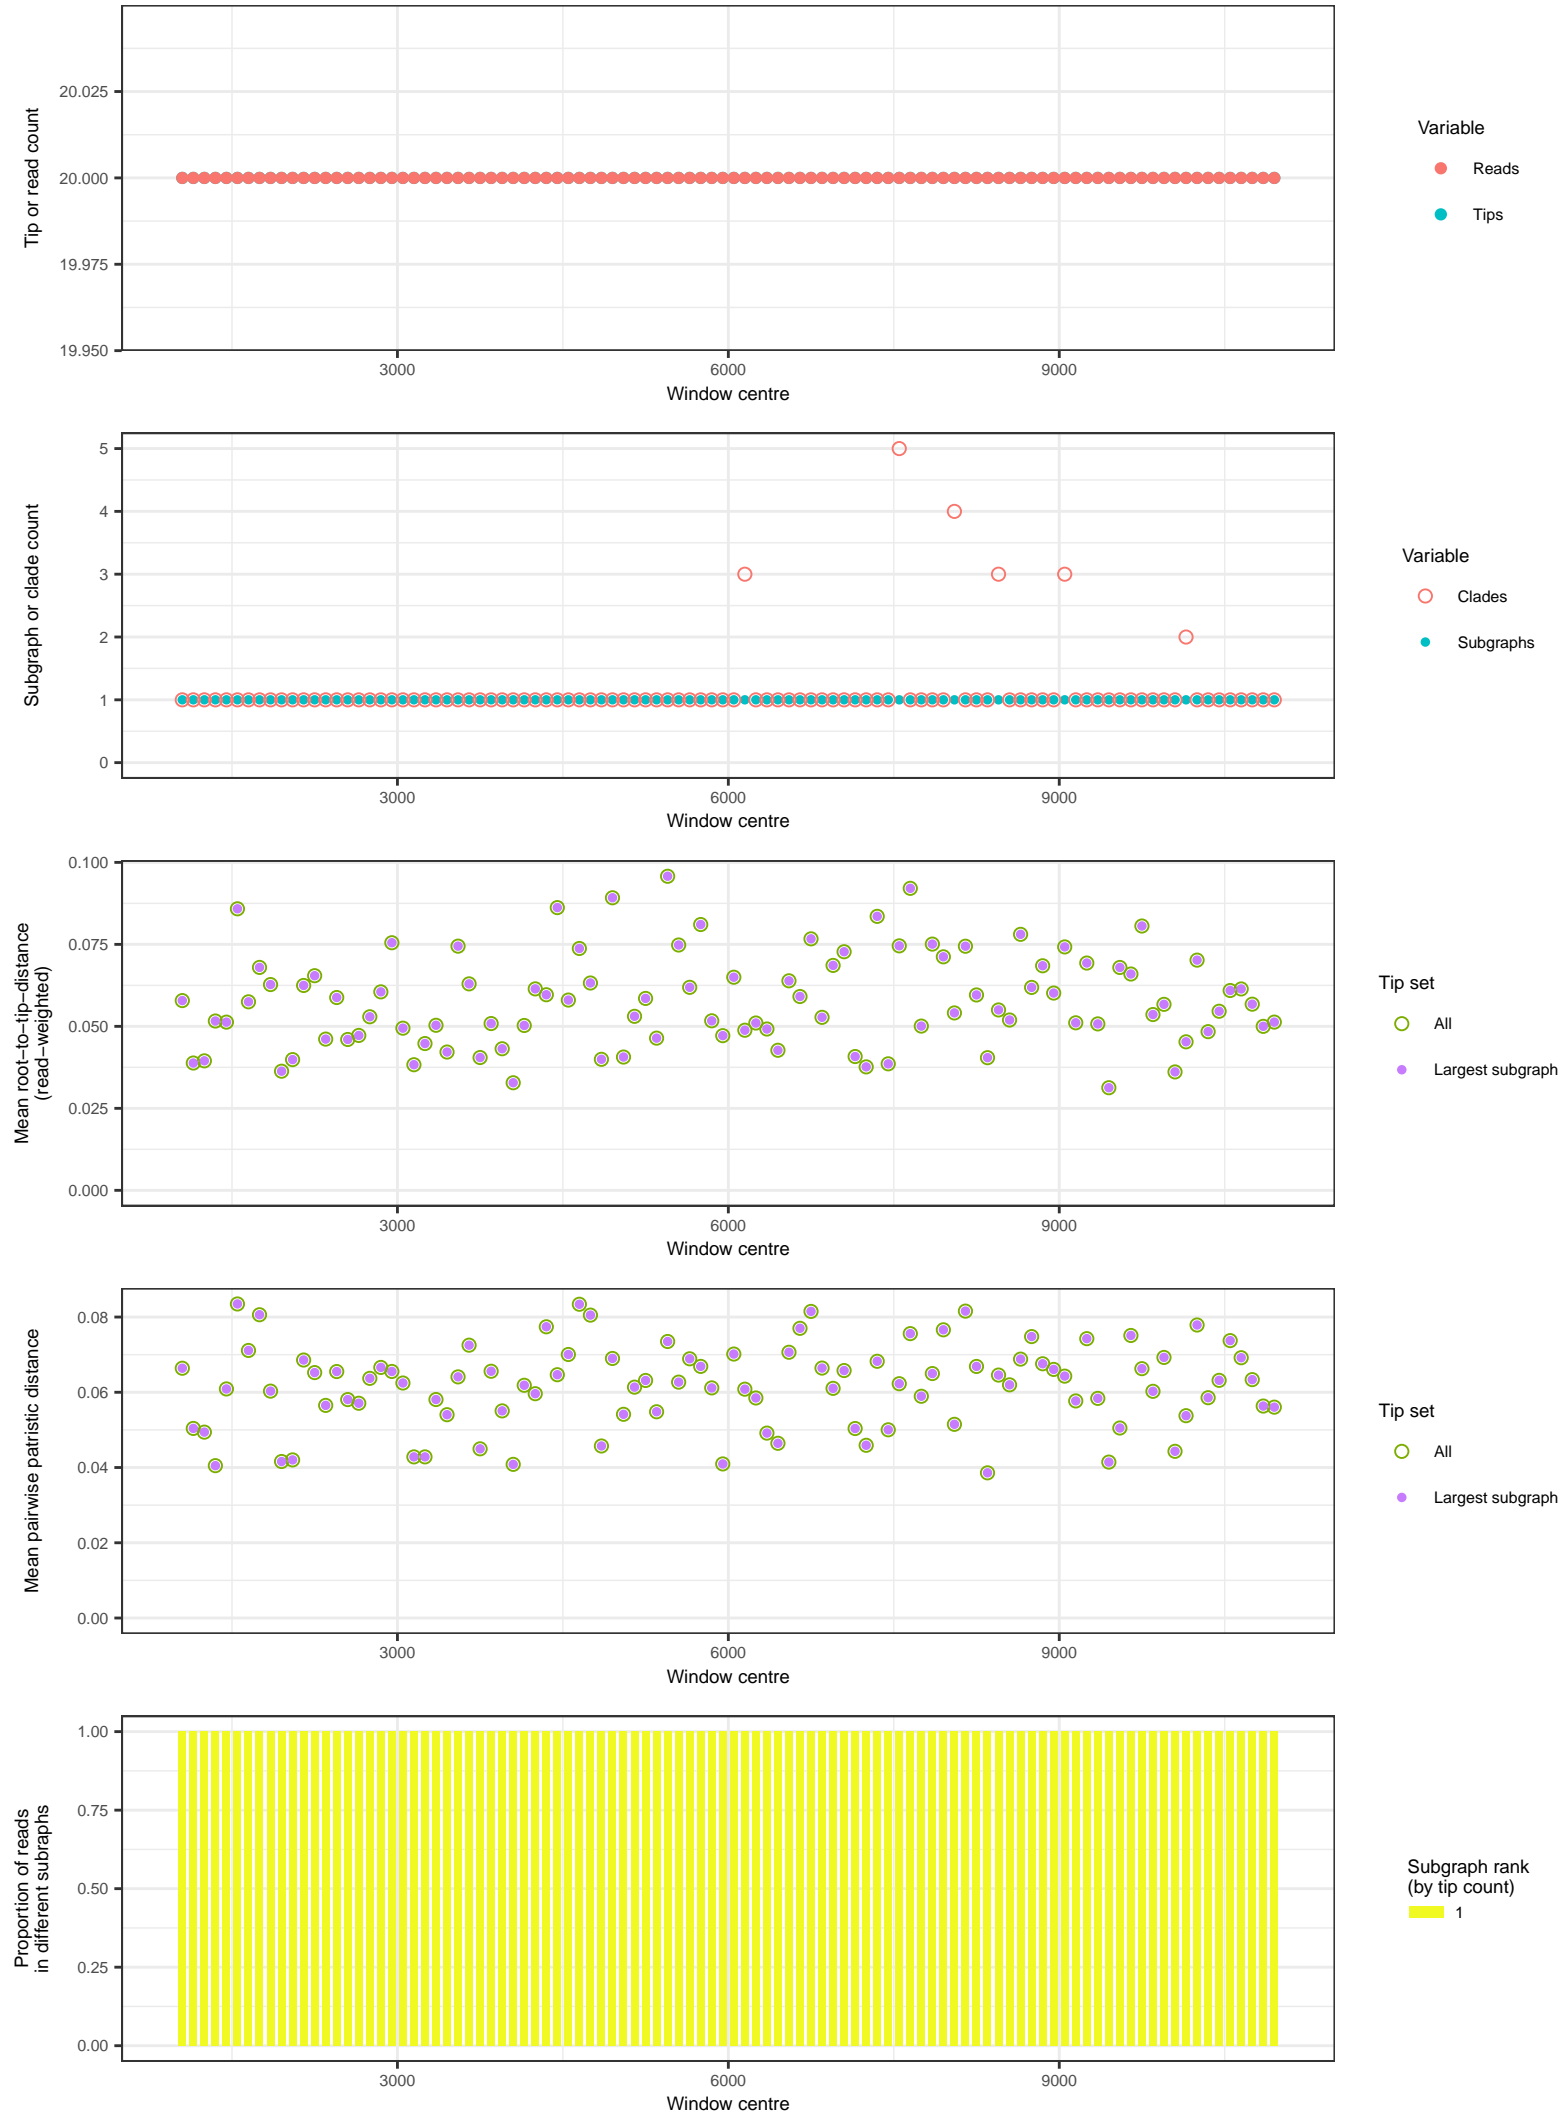 20.025
20.000
19.975
19.950
Tip or read count
3000
6000
9000
Window centre
Variable
Reads
Tips
5
4
3
2
1
0
Subgraph or clade count
3000
6000
9000
Window centre
Variable
Clades
Subgraphs
0.100
0.075
0.050
0.025
0.000
Mean root−to−tip−distance
(read−weighted)
3000
6000
9000
Window centre
Tip set
All
Largest subgraph
0.08
0.06
0.04
0.02
0.00
Mean pairwise patristic distance
3000
6000
9000
Window centre
Tip set
All
Largest subgraph
1.00
0.75
0.50
0.25
0.00
Proportion of reads
in different subraphs
3000
6000
9000
Window centre
Subgraph rank
(by tip count)
1